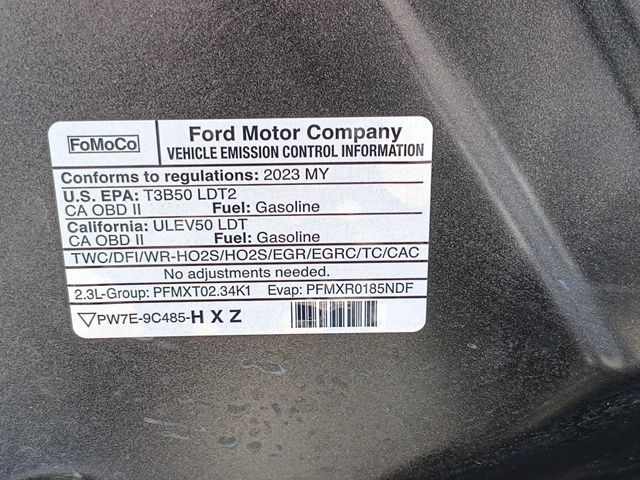 FoMoCo
Ford Motor Company
VEHICLE EMISSION CONTROL INFORMATION
Conforms to regulations: 2023 MY
U.S. EPA: T3B50 LDT2
CA OBD II Fuel: Gasoline
California: ULEV50 LDT
CA OBD II Fuel: Gasoline
TWC/DFI/WR-HO2S/HO2S/EGR/EGRC/TC/CAC
No adjustments needed.
2.3L-Group: PFMXT02.34K1 Evap: PFMXR0185NDF
▽PW7E-9C485-H X Z